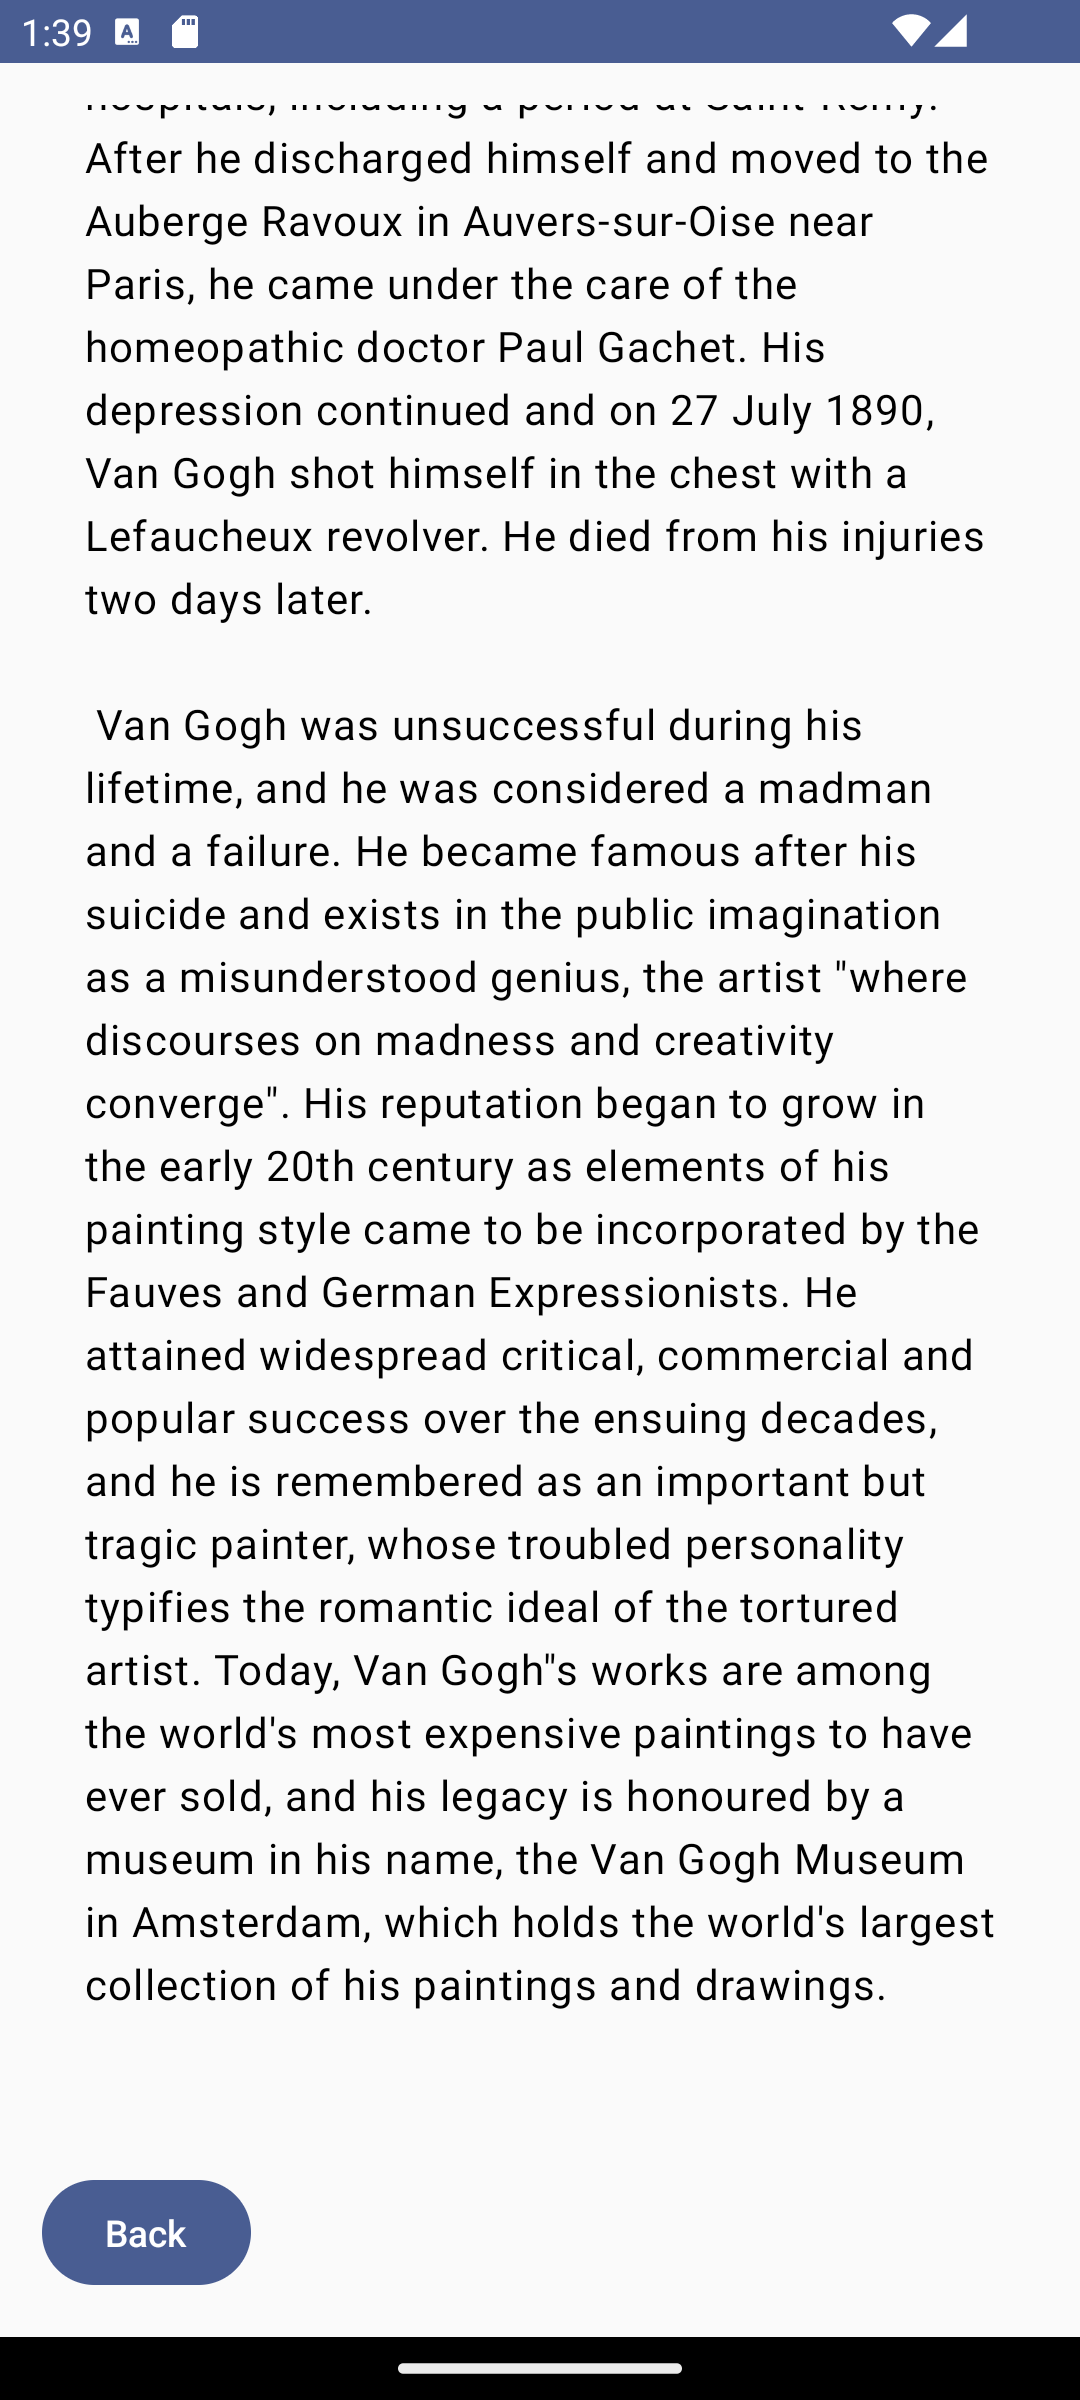 1:39
hospitals, including a period at Saint-Rémy.
After he discharged himself and moved to the
Auberge Ravoux in Auvers-sur-Oise near
Paris, he came under the care of the
homeopathic doctor Paul Gachet. His
depression continued and on 27 July 1890,
Van Gogh shot himself in the chest with a
Lefaucheux revolver. He died from his injuries
two days later.
Van Gogh was unsuccessful during his
lifetime, and he was considered a madman
and a failure. He became famous after his
suicide and exists in the public imagination
as a misunderstood genius, the artist "where
discourses on madness and creativity
converge". His reputation began to grow in
the early 20th century as elements of his
painting style came to be incorporated by the
Fauves and German Expressionists. He
attained widespread critical, commercial and
popular success over the ensuing decades,
and he is remembered as an important but
tragic painter, whose troubled personality
typifies the romantic ideal of the tortured
artist. Today, Van Gogh"s works are among
the world's most expensive paintings to have
ever sold, and his legacy is honoured by a
museum in his name, the Van Gogh Museum
in Amsterdam, which holds the world's largest
collection of his paintings and drawings.
Back